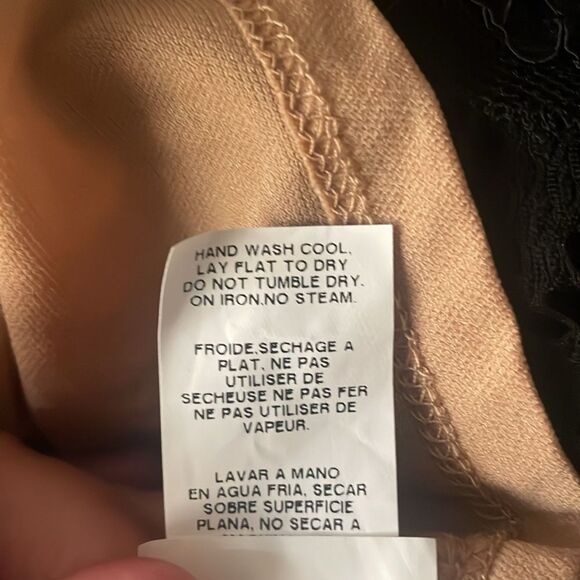 HAND WASH COOL,
LAY FLAT TO DRY
DO NOT TUMBLE DRY.
ON IRON.NO STEAM.
FROIDE.SECHAGE A
PLAT, NE PAS
UTILISER DE
SECHEUSE NE PAS FER
NE PAS UTILISER DE
VAPEUR.
LAVAR A MANO
EN AGUA FRIA, SECAR
SOBRE SUPERFICIE
PLANA, NO SECAR A